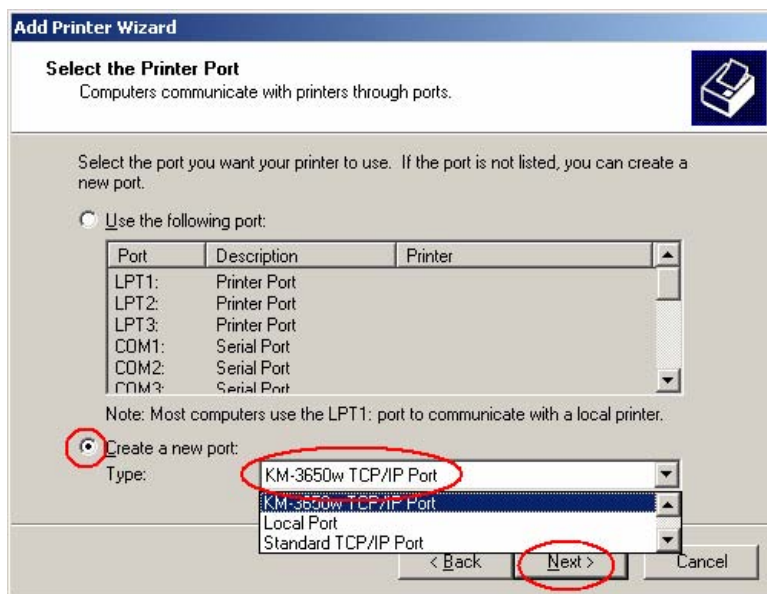 Add Printer Wizard
Select the Printer Port
Computers communicate with printers through ports.
Select the port you want your printer to use. If the port is not listed, you can create a
new port.
Use the following port:
Port Description Printer
LPT1: Printer Port
LPT2: Printer Port
LPT3: Printer Port
COM1: Serial Port
COM2: Serial Port
COM3: Serial Port
Note: Most computers use the LPT1: port to communicate with a local printer.
Create a new port:
Type: KM-3650w TCP/IP Port
KM-3650w TCP/IP Port
Local Port
Standard TCP/IP Port
< Back Next > Cancel